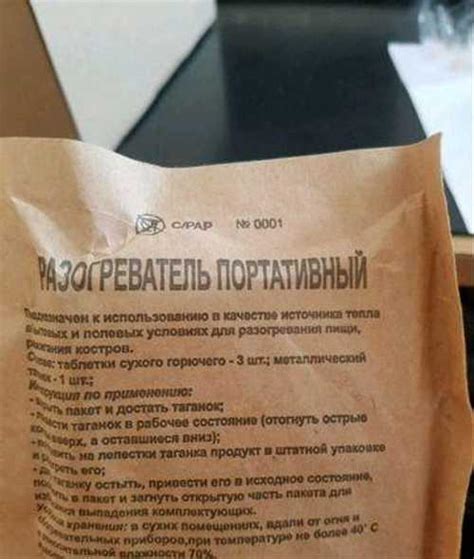 С/РАР № 0001
РАЗОГРЕВАТЕЛЬ ПОРТАТИВНЫЙ
к использованию в качестве источника тепла
и полевых условиях для разогревания пищи,
костров.
таблетки сухого горючего - 3 шт.; металлический
- 1 шт.;
по применению:
пакет и достать таганок;
таганок в рабочее состояние (отогнуть острые
вверх, а оставшиеся вниз);
на лепестки таганка продукт в штатной упаковке
его;
остыть, привести его в исходное состояние,
в пакет и загнуть открытую часть пакета для
выпадения комплектующих.
хранения: в сухих помещениях, вдали от огня и
приборов,при температуре не более 40° С
влажности 70%.